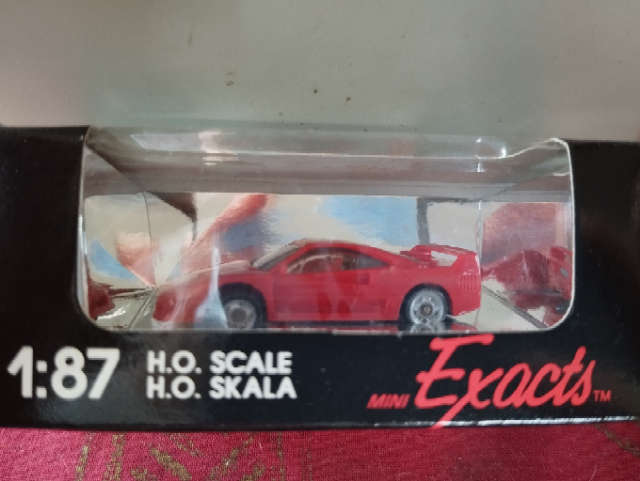 1:87
H.O. SCALE
H.O. SKALA
MINI Exacts™